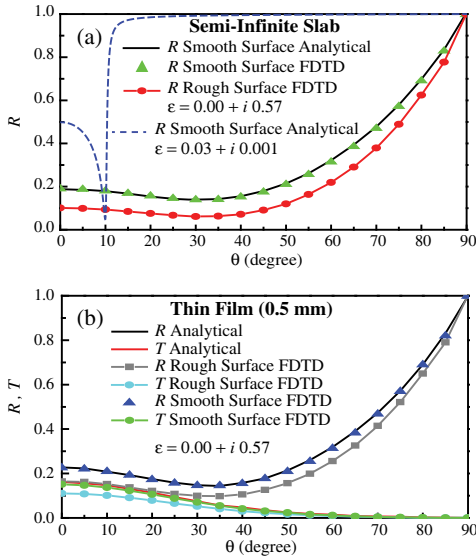 Semi-Infinite Slab
(a)
R Smooth Surface Analytical
R Smooth Surface FDTD
R Rough Surface FDTD
ε = 0.00 + i 0.57
R Smooth Surface Analytical
ε = 0.03 + i 0.001
1.0
0.8
0.6
0.4
0.2
0.0
R
0 10 20 30 40 50 60 70 80 90
θ (degree)
Thin Film (0.5 mm)
(b)
R Analytical
T Analytical
R Rough Surface FDTD
T Rough Surface FDTD
R Smooth Surface FDTD
T Smooth Surface FDTD
ε = 0.00 + i 0.57
1.0
0.8
0.6
0.4
0.2
0.0
R , T
0 10 20 30 40 50 60 70 80 90
θ (degree)